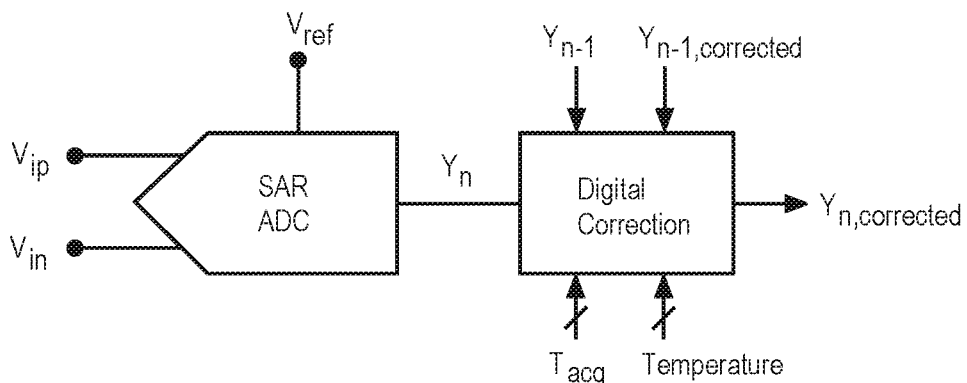 V_ref
Y_n-1 Y_n-1,corrected
V_ip
SAR
ADC
Y_n
Digital
Correction
Y_n,corrected
V_in
T_acq Temperature